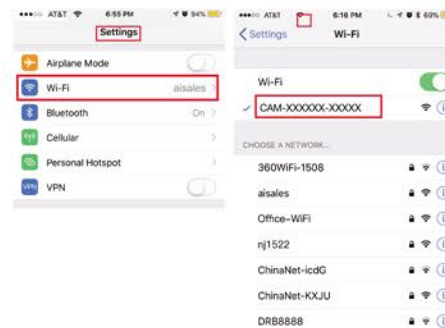 AT&T 6:55 PM 94%
Settings
Airplane Mode
Wi-Fi aisales
Bluetooth On
Cellular
Personal Hotspot
VPN VPN
AT&T 6:16 PM 69%
Settings Wi-Fi
Wi-Fi
CAM-XXXXXX-XXXXX
CHOOSE A NETWORK...
360WiFi-1508
aisales
Office-WiFi
nj1522
ChinaNet-icdG
ChinaNet-KXJU
DRB8888